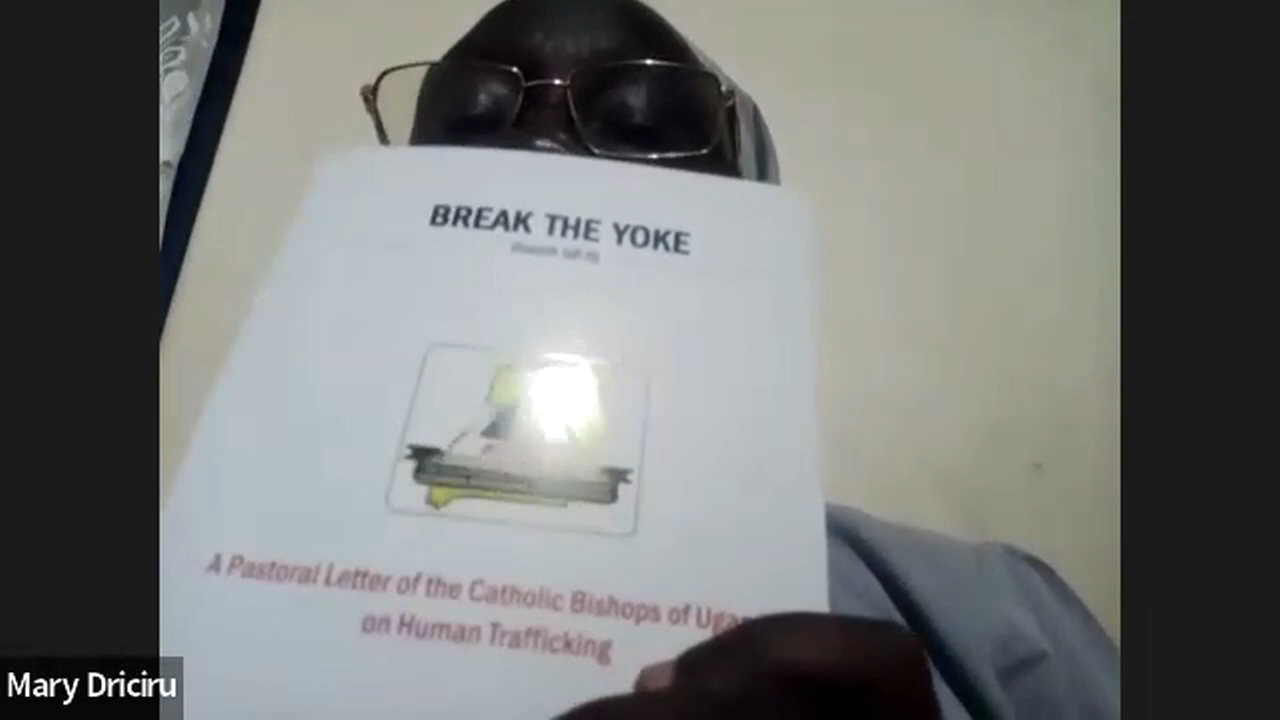 BREAK THE YOKE
A Pastoral Letter of the Catholic Bishops of
on Human Trafficking
Mary Driciru